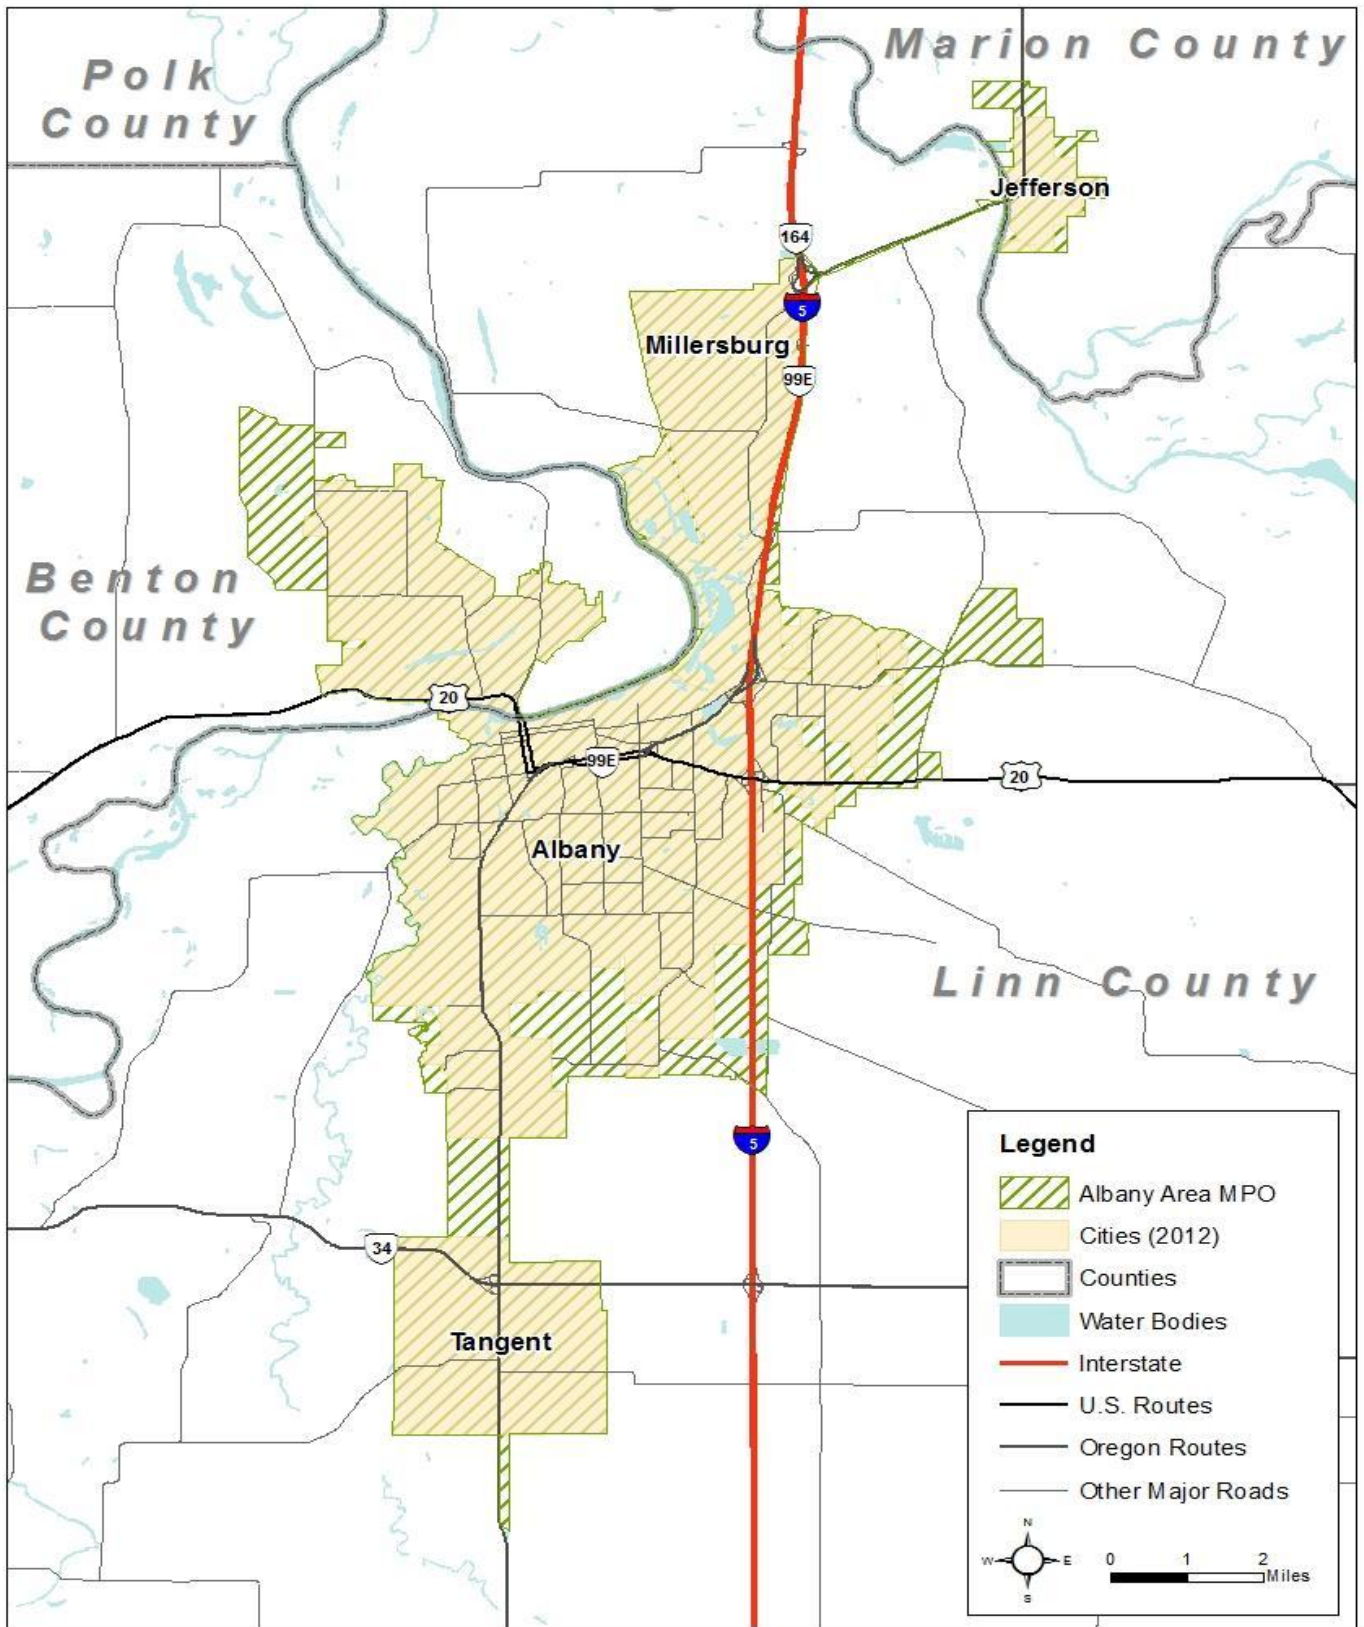 Polk
County
Marion County
Jefferson
164
5
Millersburg
99E
Benton
County
20
99E
20
Albany
Linn County
5
34
Tangent
Legend
Albany Area MPO
Cities (2012)
Counties
Water Bodies
Interstate
U.S. Routes
Oregon Routes
Other Major Roads
N
W E
S
0 1 2
Miles